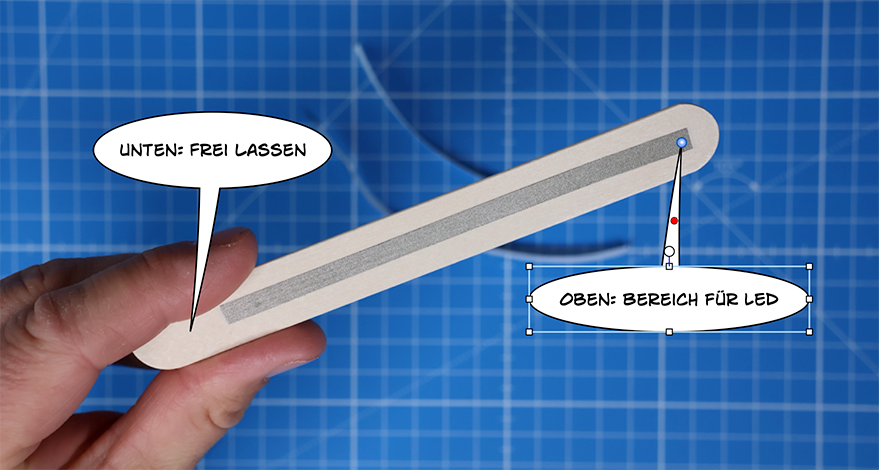 UNTEN: FREI LASSEN
OBEN: BEREICH FÜR LED